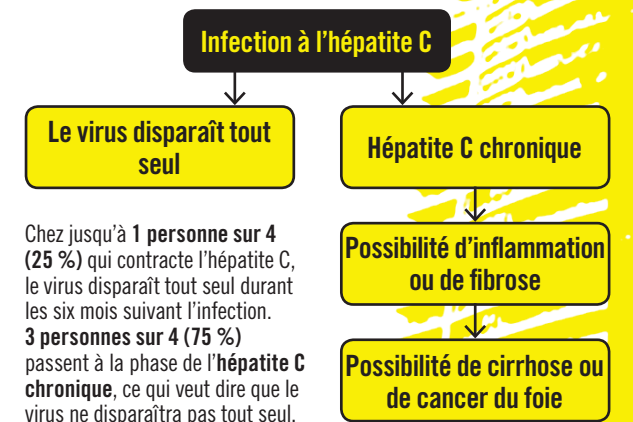 Infection à l’hépatite C
Le virus disparaît tout
seul
Hépatite C chronique
Chez jusqu’à 1 personne sur 4
(25 %) qui contracte l’hépatite C,
le virus disparaît tout seul durant
les six mois suivant l’infection.
3 personnes sur 4 (75 %)
passent à la phase de l’hépatite C
chronique, ce qui veut dire que le
virus ne disparaîtra pas tout seul.
Possibilité d’inflammation
ou de fibrose
Possibilité de cirrhose ou
de cancer du foie